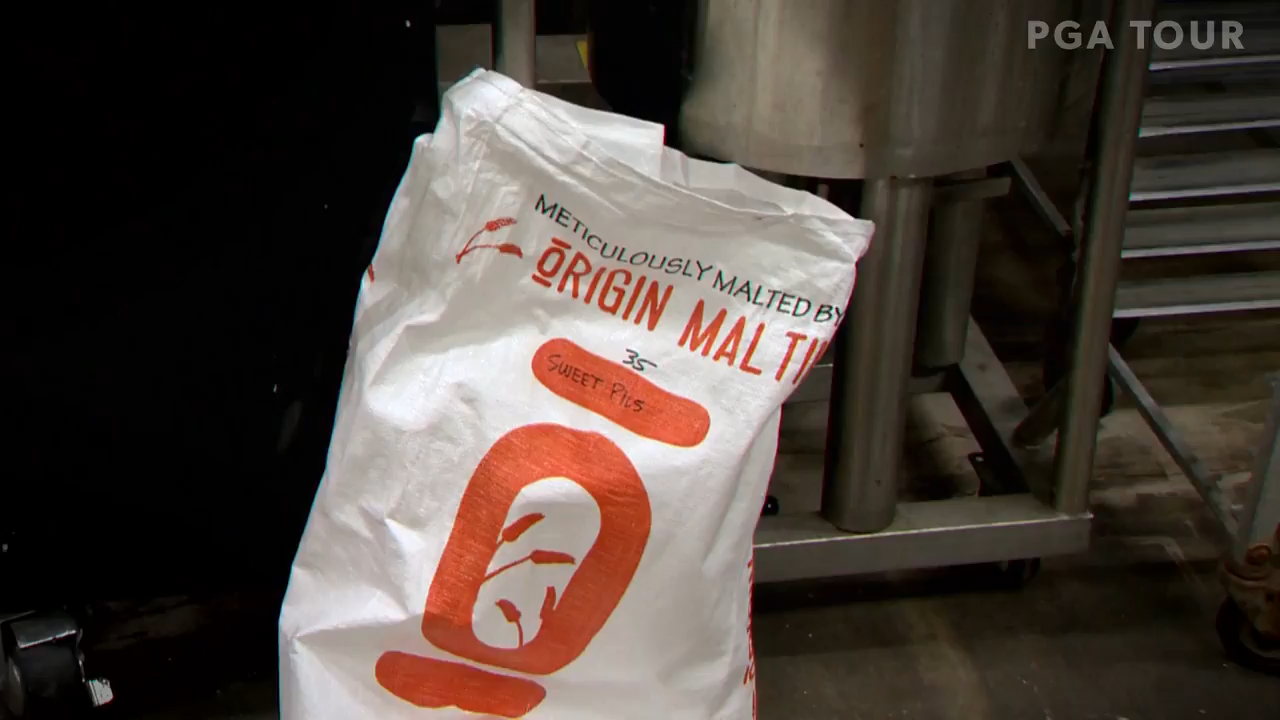 PGA TOUR
METICULOUSLY MALTED BY
ŌRIGIN MALTI
35
SWEET PILS